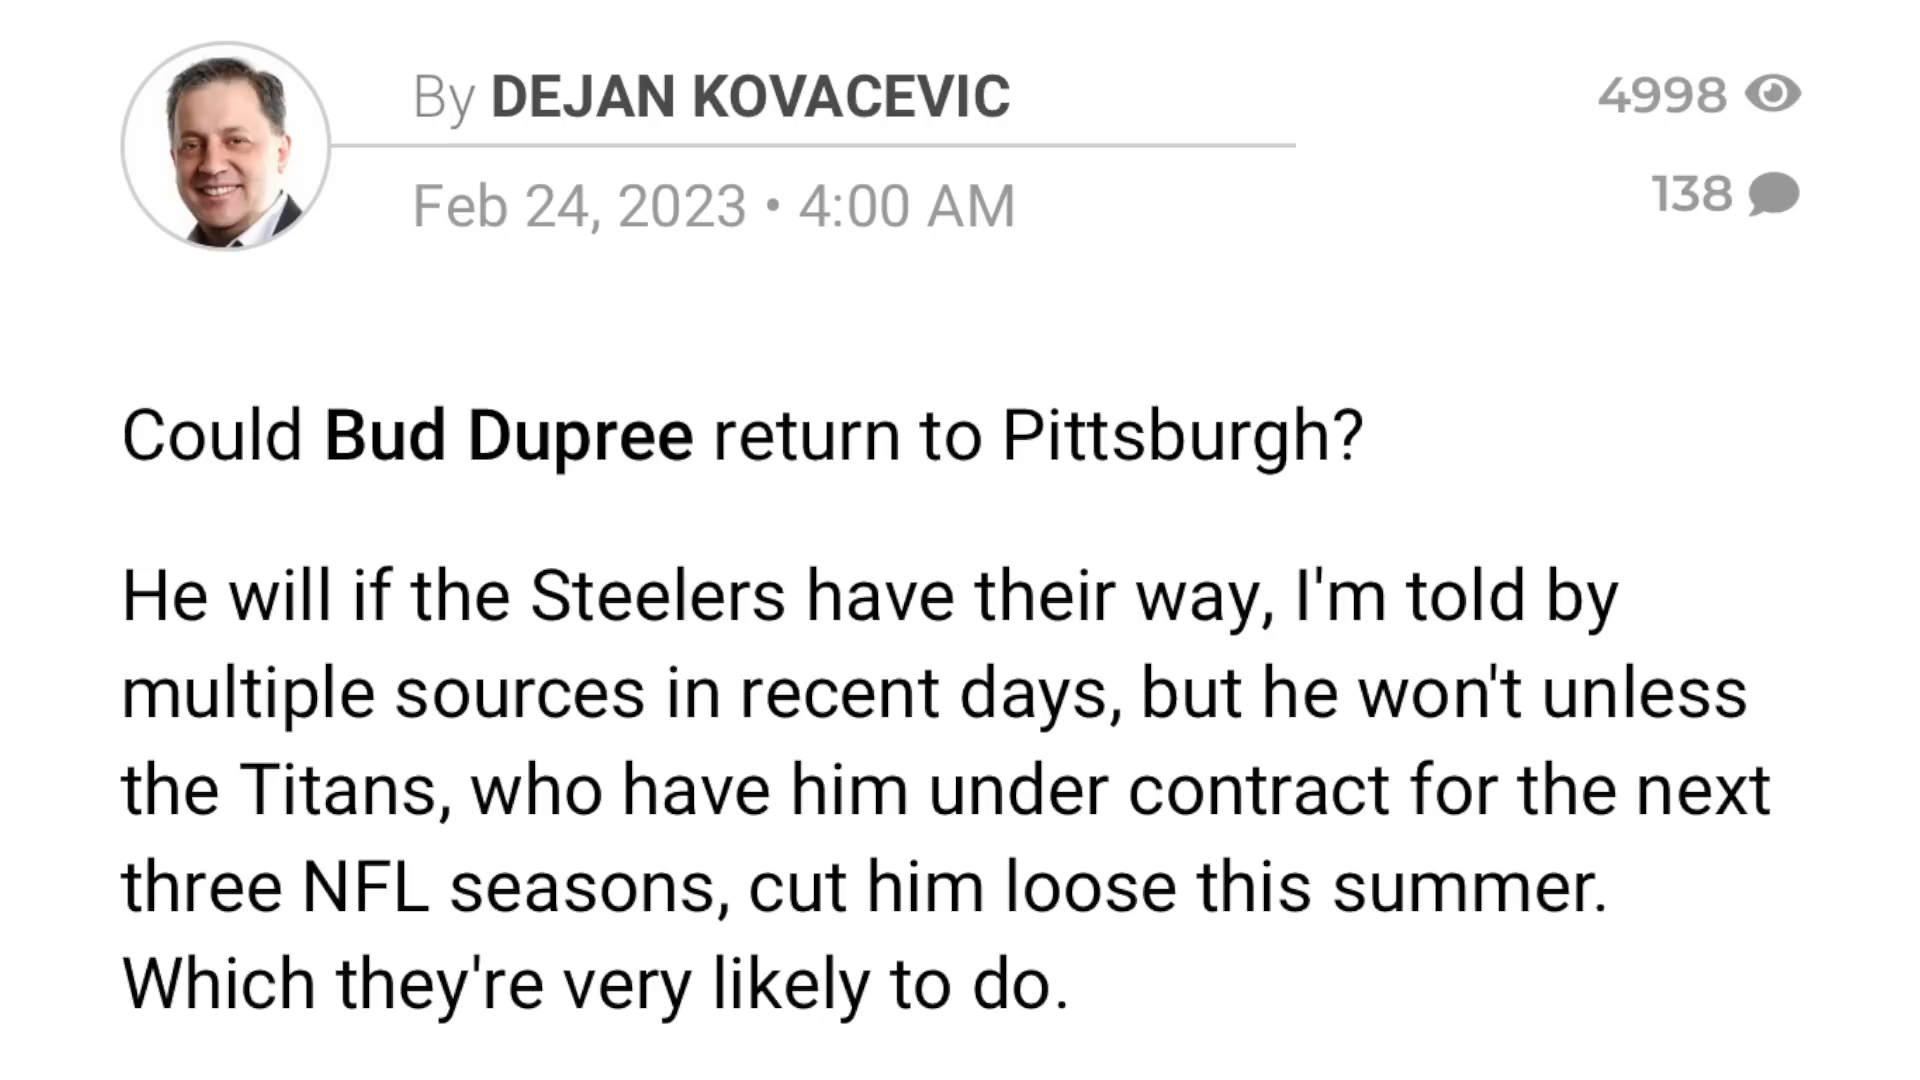 By DEJAN KOVACEVIC
4998
Feb 24, 2023 • 4:00 AM
138
Could Bud Dupree return to Pittsburgh?
He will if the Steelers have their way, I'm told by
multiple sources in recent days, but he won't unless
the Titans, who have him under contract for the next
three NFL seasons, cut him loose this summer.
Which they're very likely to do.